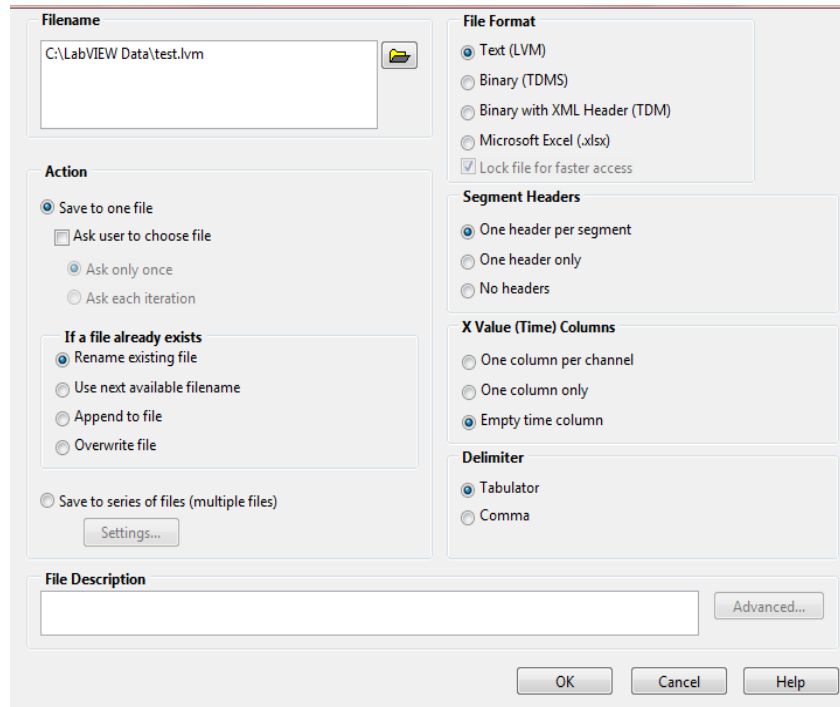 Filename
C:\LabVIEW Data\test.lvm
Action
Save to one file
Ask user to choose file
Ask only once
Ask each iteration
If a file already exists
Rename existing file
Use next available filename
Append to file
Overwrite file
Save to series of files (multiple files)
Settings...
File Format
Text (LVM)
Binary (TDMS)
Binary with XML Header (TDM)
Microsoft Excel (.xlsx)
Lock file for faster access
Segment Headers
One header per segment
One header only
No headers
X Value (Time) Columns
One column per channel
One column only
Empty time column
Delimiter
Tabulator
Comma
File Description
Advanced...
OK
Cancel
Help